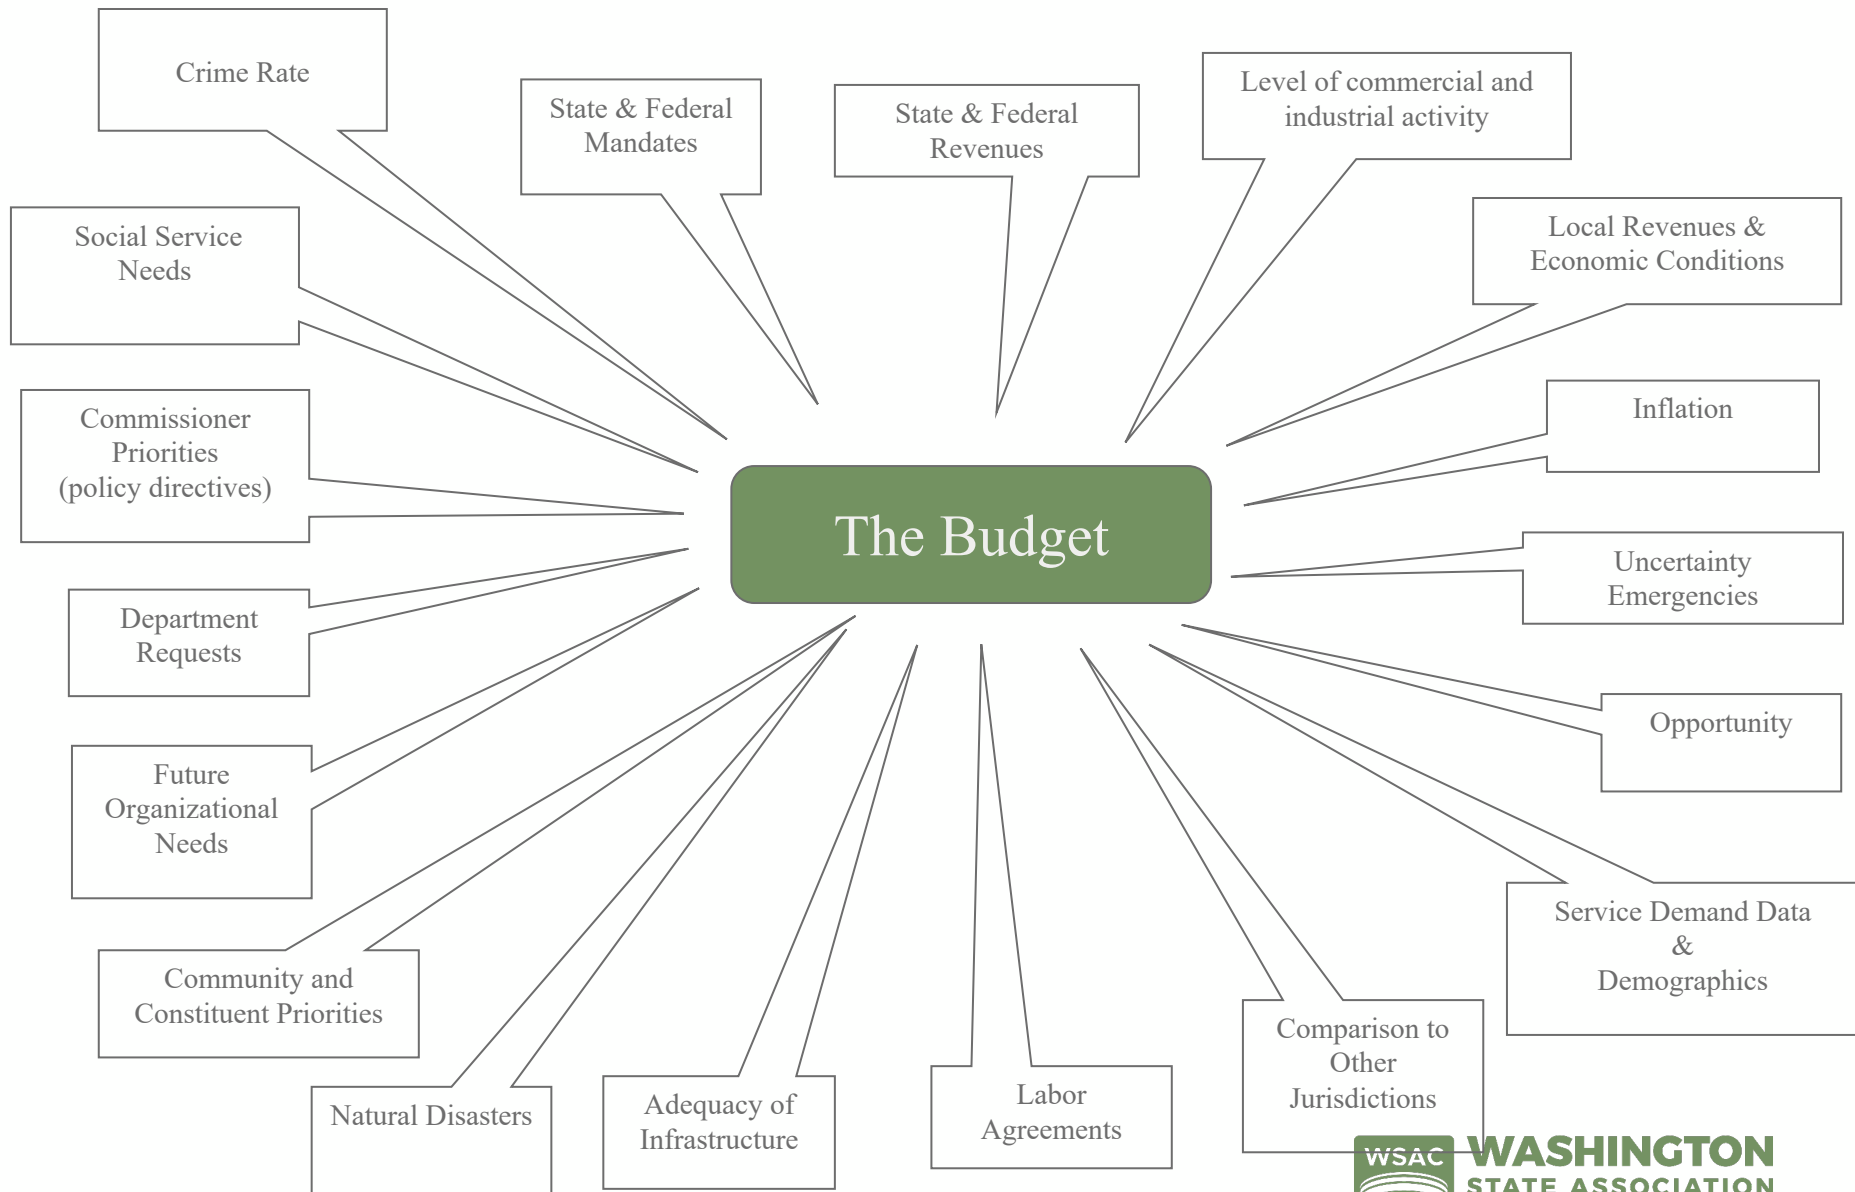 Crime Rate
State & Federal
Mandates
State & Federal
Revenues
Level of commercial and
industrial activity
Social Service
Needs
Local Revenues &
Economic Conditions
Commissioner
Priorities
(policy directives)
Inflation
The Budget
Uncertainty
Emergencies
Department
Requests
Opportunity
Future
Organizational
Needs
Service Demand Data
&
Demographics
Community and
Constituent Priorities
Natural Disasters
Adequacy of
Infrastructure
Labor
Agreements
Comparison to
Other
Jurisdictions
WSAC
WASHINGTON
STATE ASSOCIATION